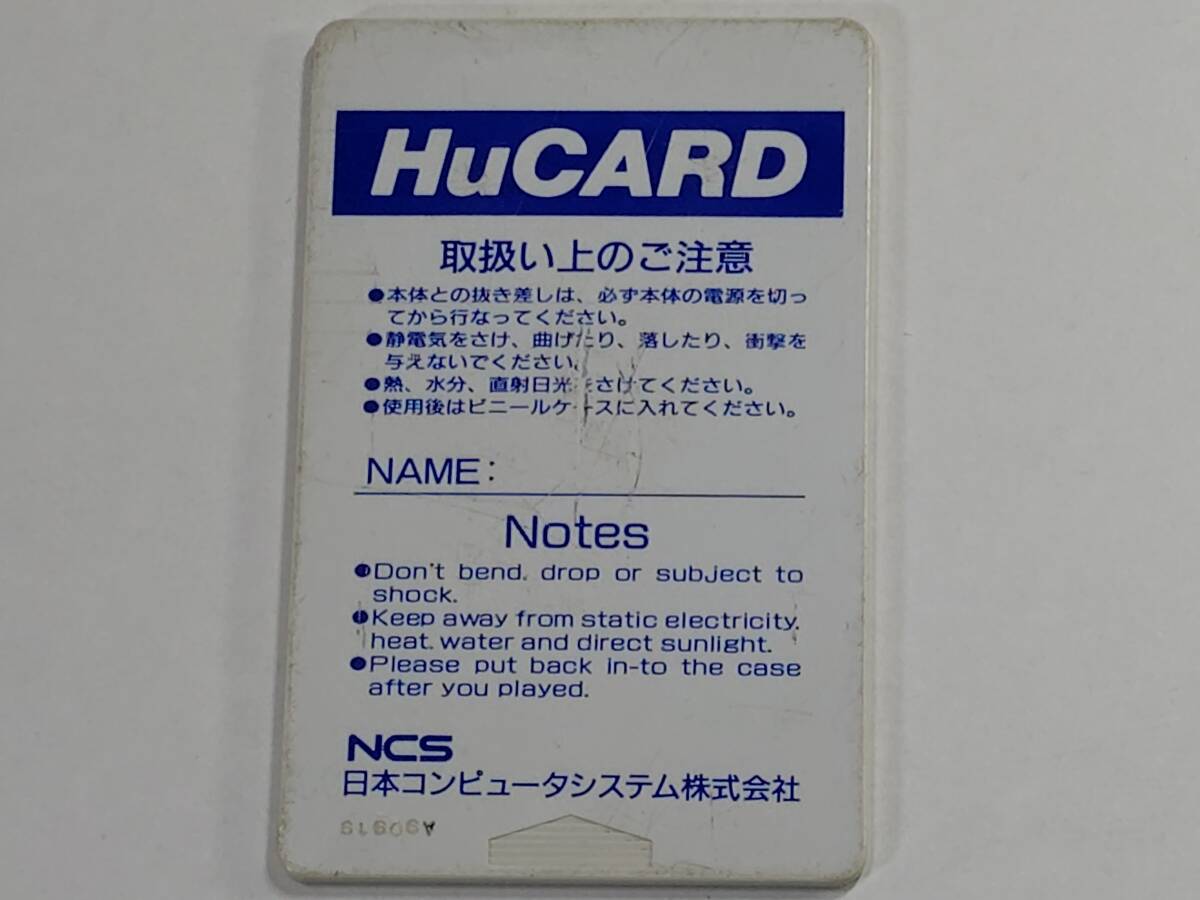 HuCARD
取扱い上のご注意
●本体との抜き差しは、必ず本体の電源を切っ
てから行なってください。
●静電気をさけ、曲げたり、落したり、衝撃を
与えないでください。
●熱、水分、直射日光をさけてください。
●使用後はビニールケースに入れてください。
NAME:
Notes
●Don't bend, drop or subject to
shock.
●Keep away from static electricity,
heat, water and direct sunlight.
●Please put back in-to the case
after you played.
NCS
日本コンピュータシステム株式会社